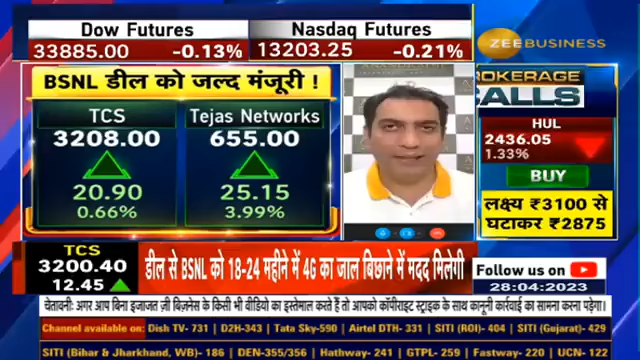 Dow Futures
33885.00 -0.13%
Nasdaq Futures
13203.25 -0.21%
ZEE BUSINESS
BSNL डील को जल्द मंजूरी !
TCS
3208.00
20.90
0.66%
Tejas Networks
655.00
25.15
3.99%
BROKERAGE
CALLS
HUL
2436.05
1.33%
BUY
लक्ष्य ₹3100 से
घटाकर ₹2875
TCS
3200.40
12.45
डील से BSNL को 18-24 महीने में 4G का जाल बिछाने में मदद मिलेगी
Follow us on
28:04:2023
चेतावनी: अगर आप बिना इजाजत ज़ी बिज़नेस के किसी भी वीडियो का इस्तेमाल करते हैं तो आपको कॉपीराइट स्ट्राइक के साथ कानूनी कार्रवाई का सामना करना पड़ेगा।
Channel available on: Dish TV- 731 | D2H-343 | Tata Sky-590 | Airtel DTH- 331 | SITI (ROI)- 404 | SITI (Gujarat)- 429
SITI (Bihar & Jharkhand, WB)- 186 | DEN-355/356 | Hathway- 241 | GTPL- 259 | Fastway- 220 | UCN- 122